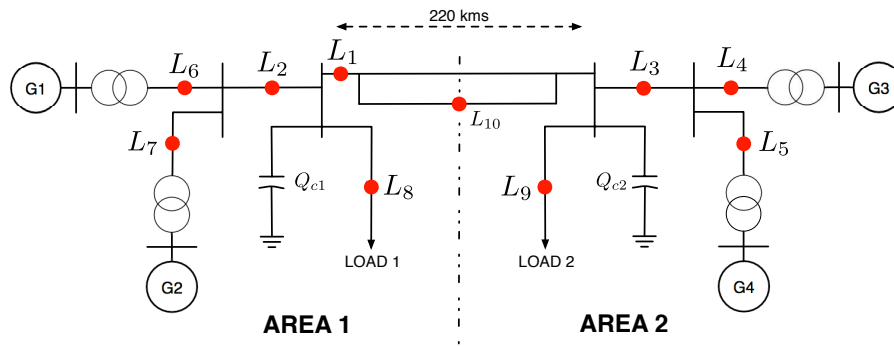 220 kms
L1
L6
L2
L3
L4
G1
G3
L10
L7
L5
Qc1
L8
L9
Qc2
LOAD 1
LOAD 2
G2
G4
AREA 1
AREA 2